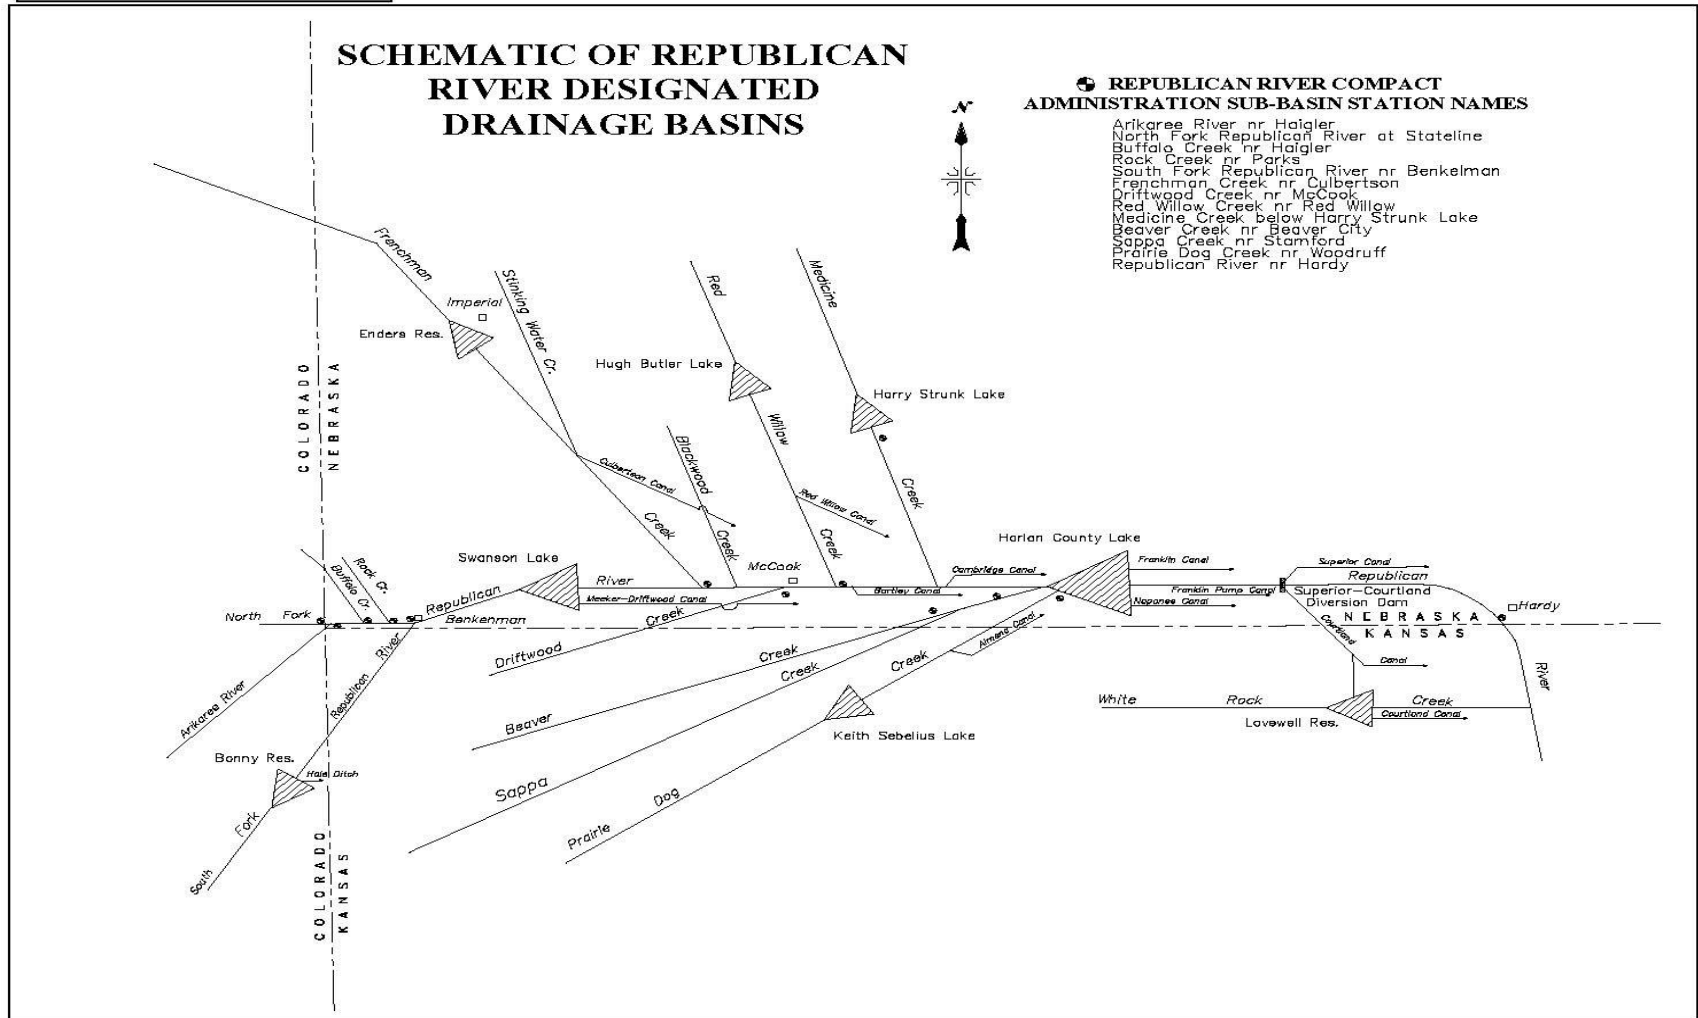 SCHEMATIC OF REPUBLICAN
RIVER DESIGNATED
DRAINAGE BASINS
REPUBLICAN RIVER COMPACT
ADMINISTRATION SUB-BASIN STATION NAMES
Arikaree River nr Haigler
North Fork Republican River at Stateline
Buffalo Creek nr Haigler
Rock Creek nr Parks
South Fork Republican River nr Benkelman
Frenchman Creek nr Culbertson
Driftwood Creek nr McCook
Red Willow Creek nr Red Willow
Medicine Creek below Harry Strunk Lake
Beaver Creek nr Beaver City
Sappa Creek nr Stamford
Prairie Dog Creek nr Woodruff
Republican River nr Hardy
N
Frenchman
Creek
Imperial
Enders Res.
Stinking Water Cr.
Red
Willow
Creek
Medicine
Creek
Hugh Butler Lake
Harry Strunk Lake
COLORADO
NEBRASKA
Blackwood
Creek
Culbertson Canal
Red Willow Canal
Swanson Lake
McCook
Harlan County Lake
Rock Cr.
Buffalo Cr.
North Fork
Republican
River
Benkenman
Meeker-Driftwood Canal
Bartley Canal
Cambridge Canal
Franklin Canal
Franklin Pump Canal
Naponee Canal
Superior Canal
Republican
Superior-Courtland
Diversion Dam
Hardy
NEBRASKA
KANSAS
River
Courtland
Canal
Driftwood
Creek
Beaver
Creek
Sappa
Creek
Prairie
Dog
Creek
Almena Canal
Keith Sebelius Lake
White Rock Creek
Lovewell Res.
Courtland Canal
Arikaree River
South
Fork
Republican
River
Bonny Res.
Hale Ditch
COLORADO
KANSAS